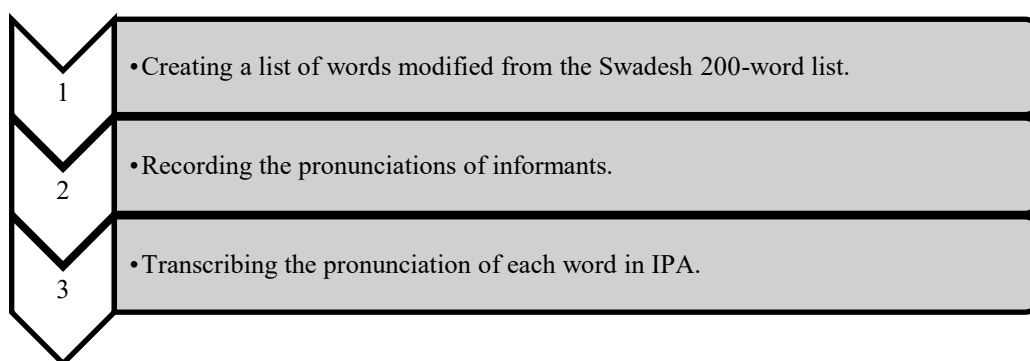 1
•Creating a list of words modified from the Swadesh 200-word list.
2
•Recording the pronunciations of informants.
3
•Transcribing the pronunciation of each word in IPA.